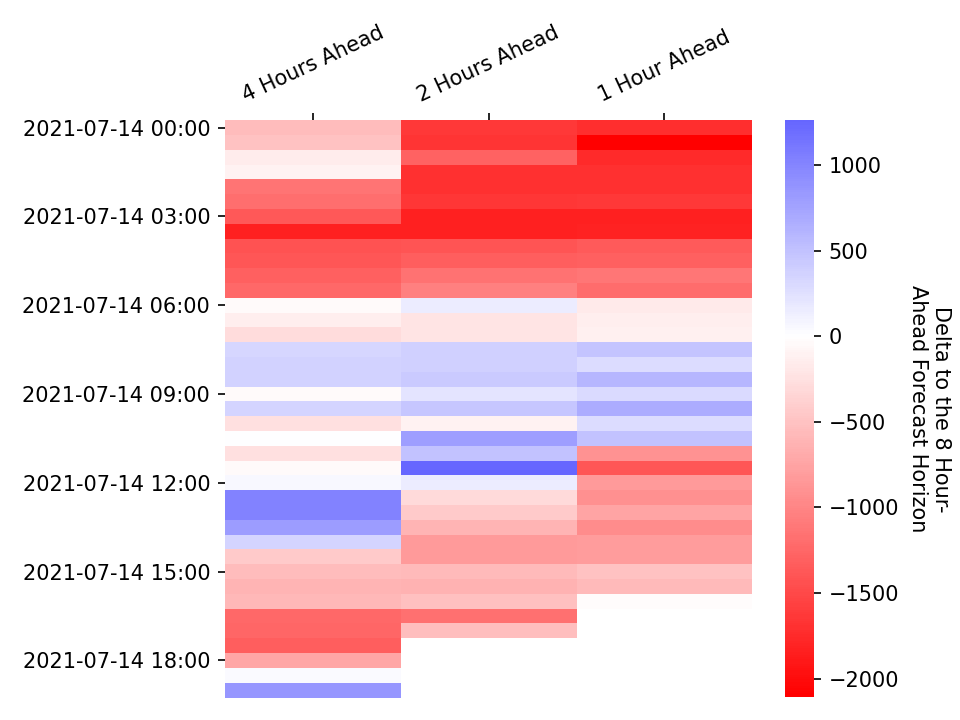 4 Hours Ahead
2 Hours Ahead
1 Hour Ahead
2021-07-14 00:00
2021-07-14 03:00
2021-07-14 06:00
2021-07-14 09:00
2021-07-14 12:00
2021-07-14 15:00
2021-07-14 18:00
1000
500
0
−500
−1000
−1500
−2000
Delta to the 8 Hour-
Ahead Forecast Horizon